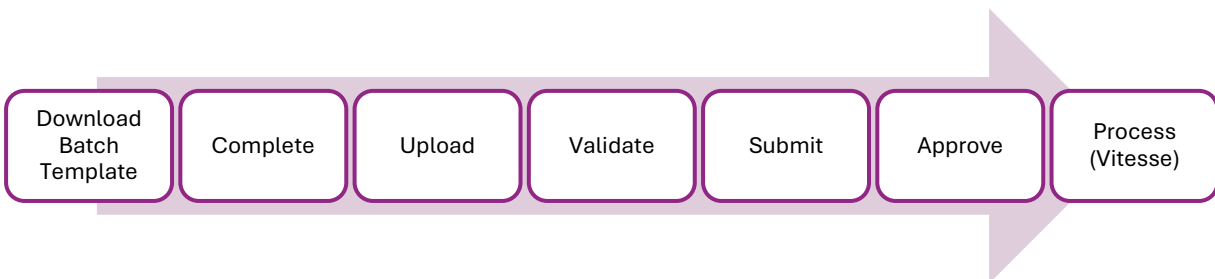 Download
Batch
Template
Complete
Upload
Validate
Submit
Approve
Process
(Vitesse)